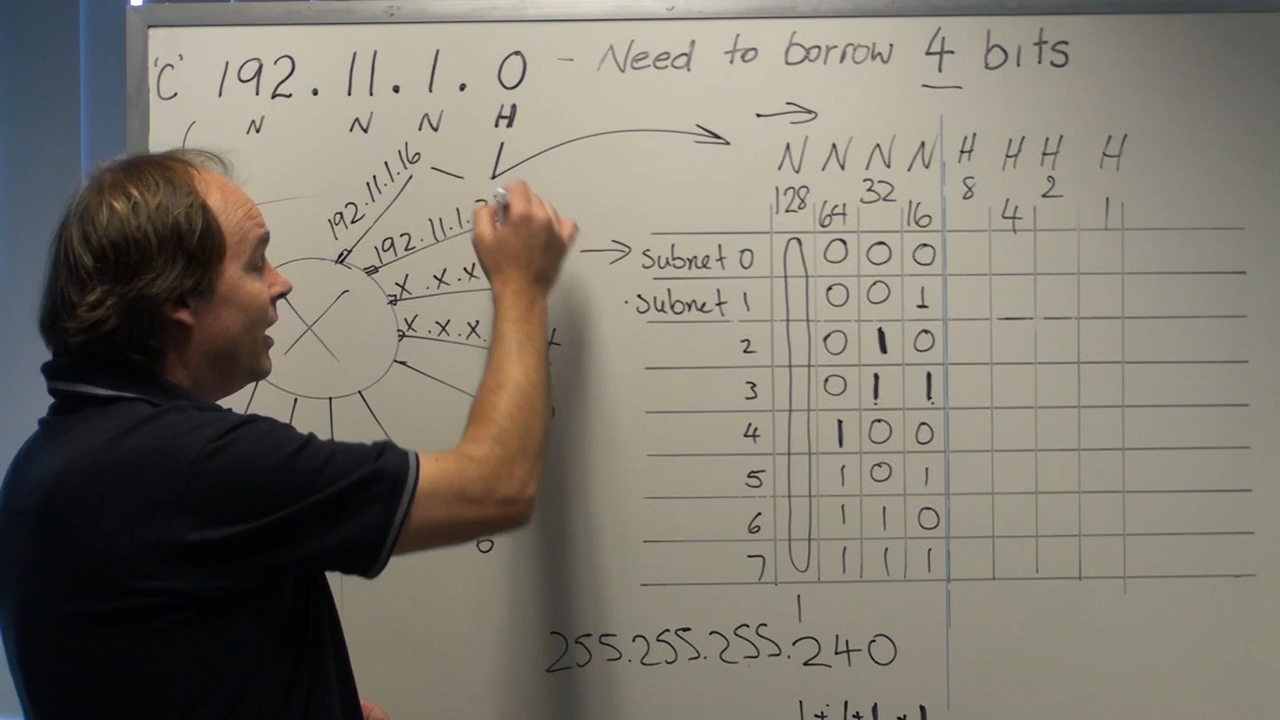 'C' 192.11.1.0 - Need to borrow 4 bits
N N N H
N N N N H H H H
128 64 32 16 8 4 2 1
192.11.1.16
192.11.1.
X.X.X
X.X.X.
subnet 0 0 0 0
subnet 1 0 0 1
2 0 1 0
3 0 1 1
4 1 0 0
5 1 0 1
6 1 1 0
7 1 1 1
255.255.255.240